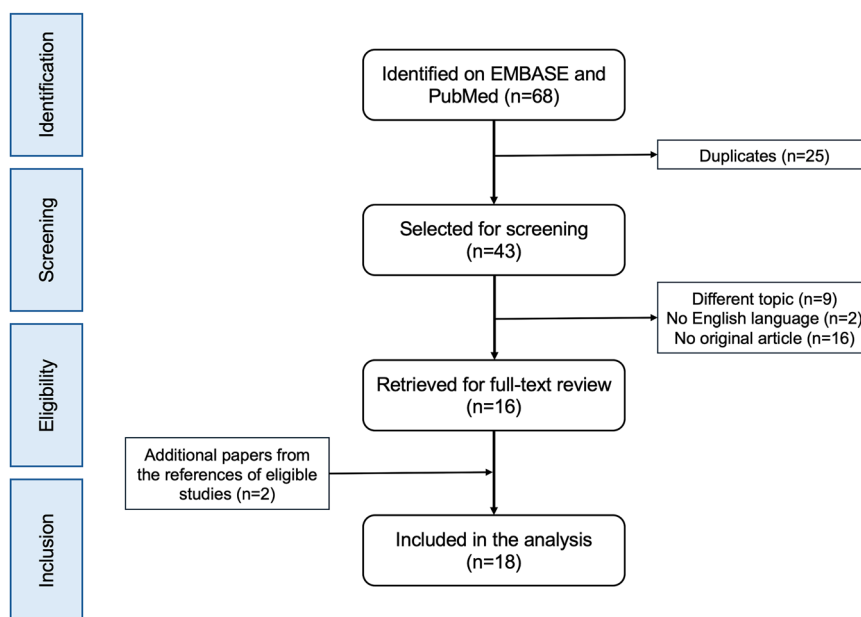 Identification
Identified on EMBASE and
PubMed (n=68)
Duplicates (n=25)
Screening
Selected for screening
(n=43)
Different topic (n=9)
No English language (n=2)
No original article (n=16)
Eligibility
Retrieved for full-text review
(n=16)
Additional papers from
the references of eligible
studies (n=2)
Inclusion
Included in the analysis
(n=18)